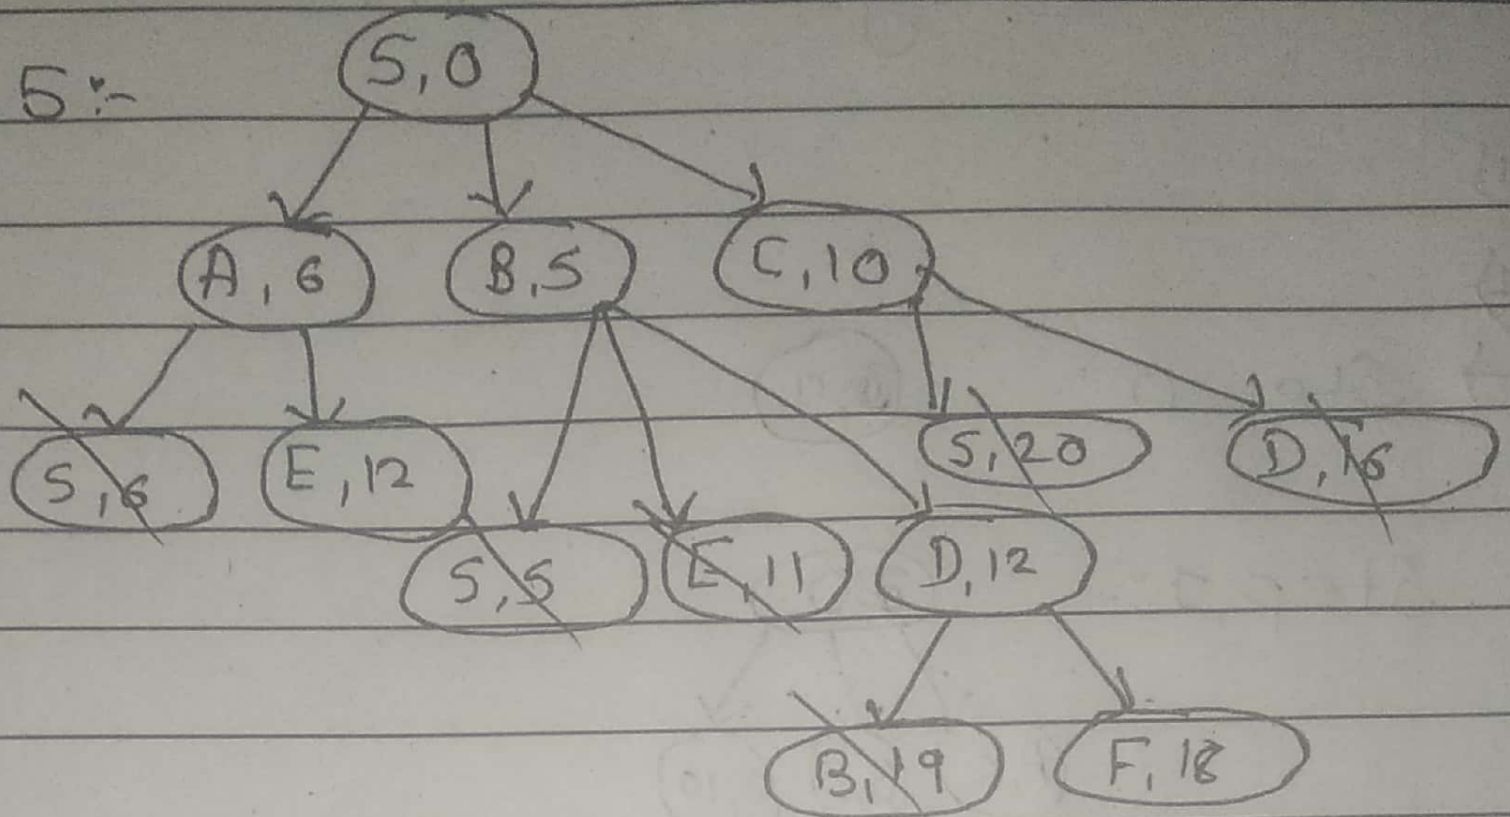 5:-
S, 0
A, 6 B, 5 C, 10
S, 6 E, 12 S, 20 D, 16
S, 5 E, 11 D, 12
B, 19 F, 18